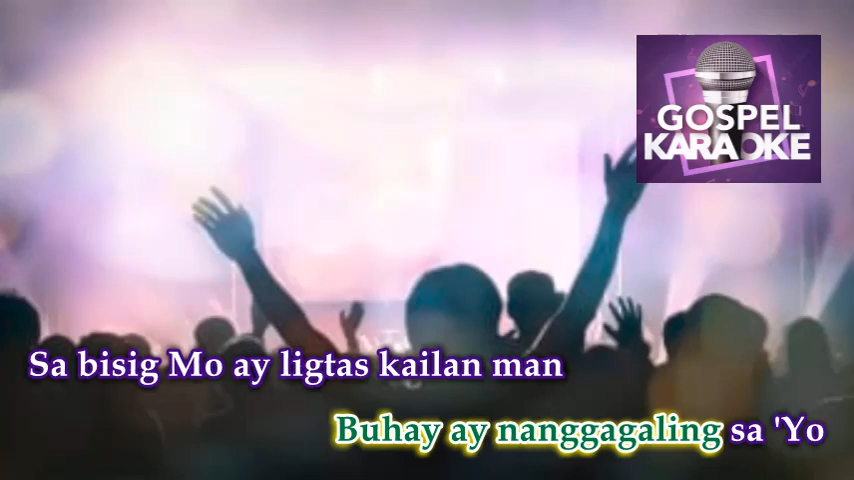 GOSPEL
KARAOKE
Sa bisig Mo ay ligtas kailan man
Buhay ay nanggagaling sa 'Yo